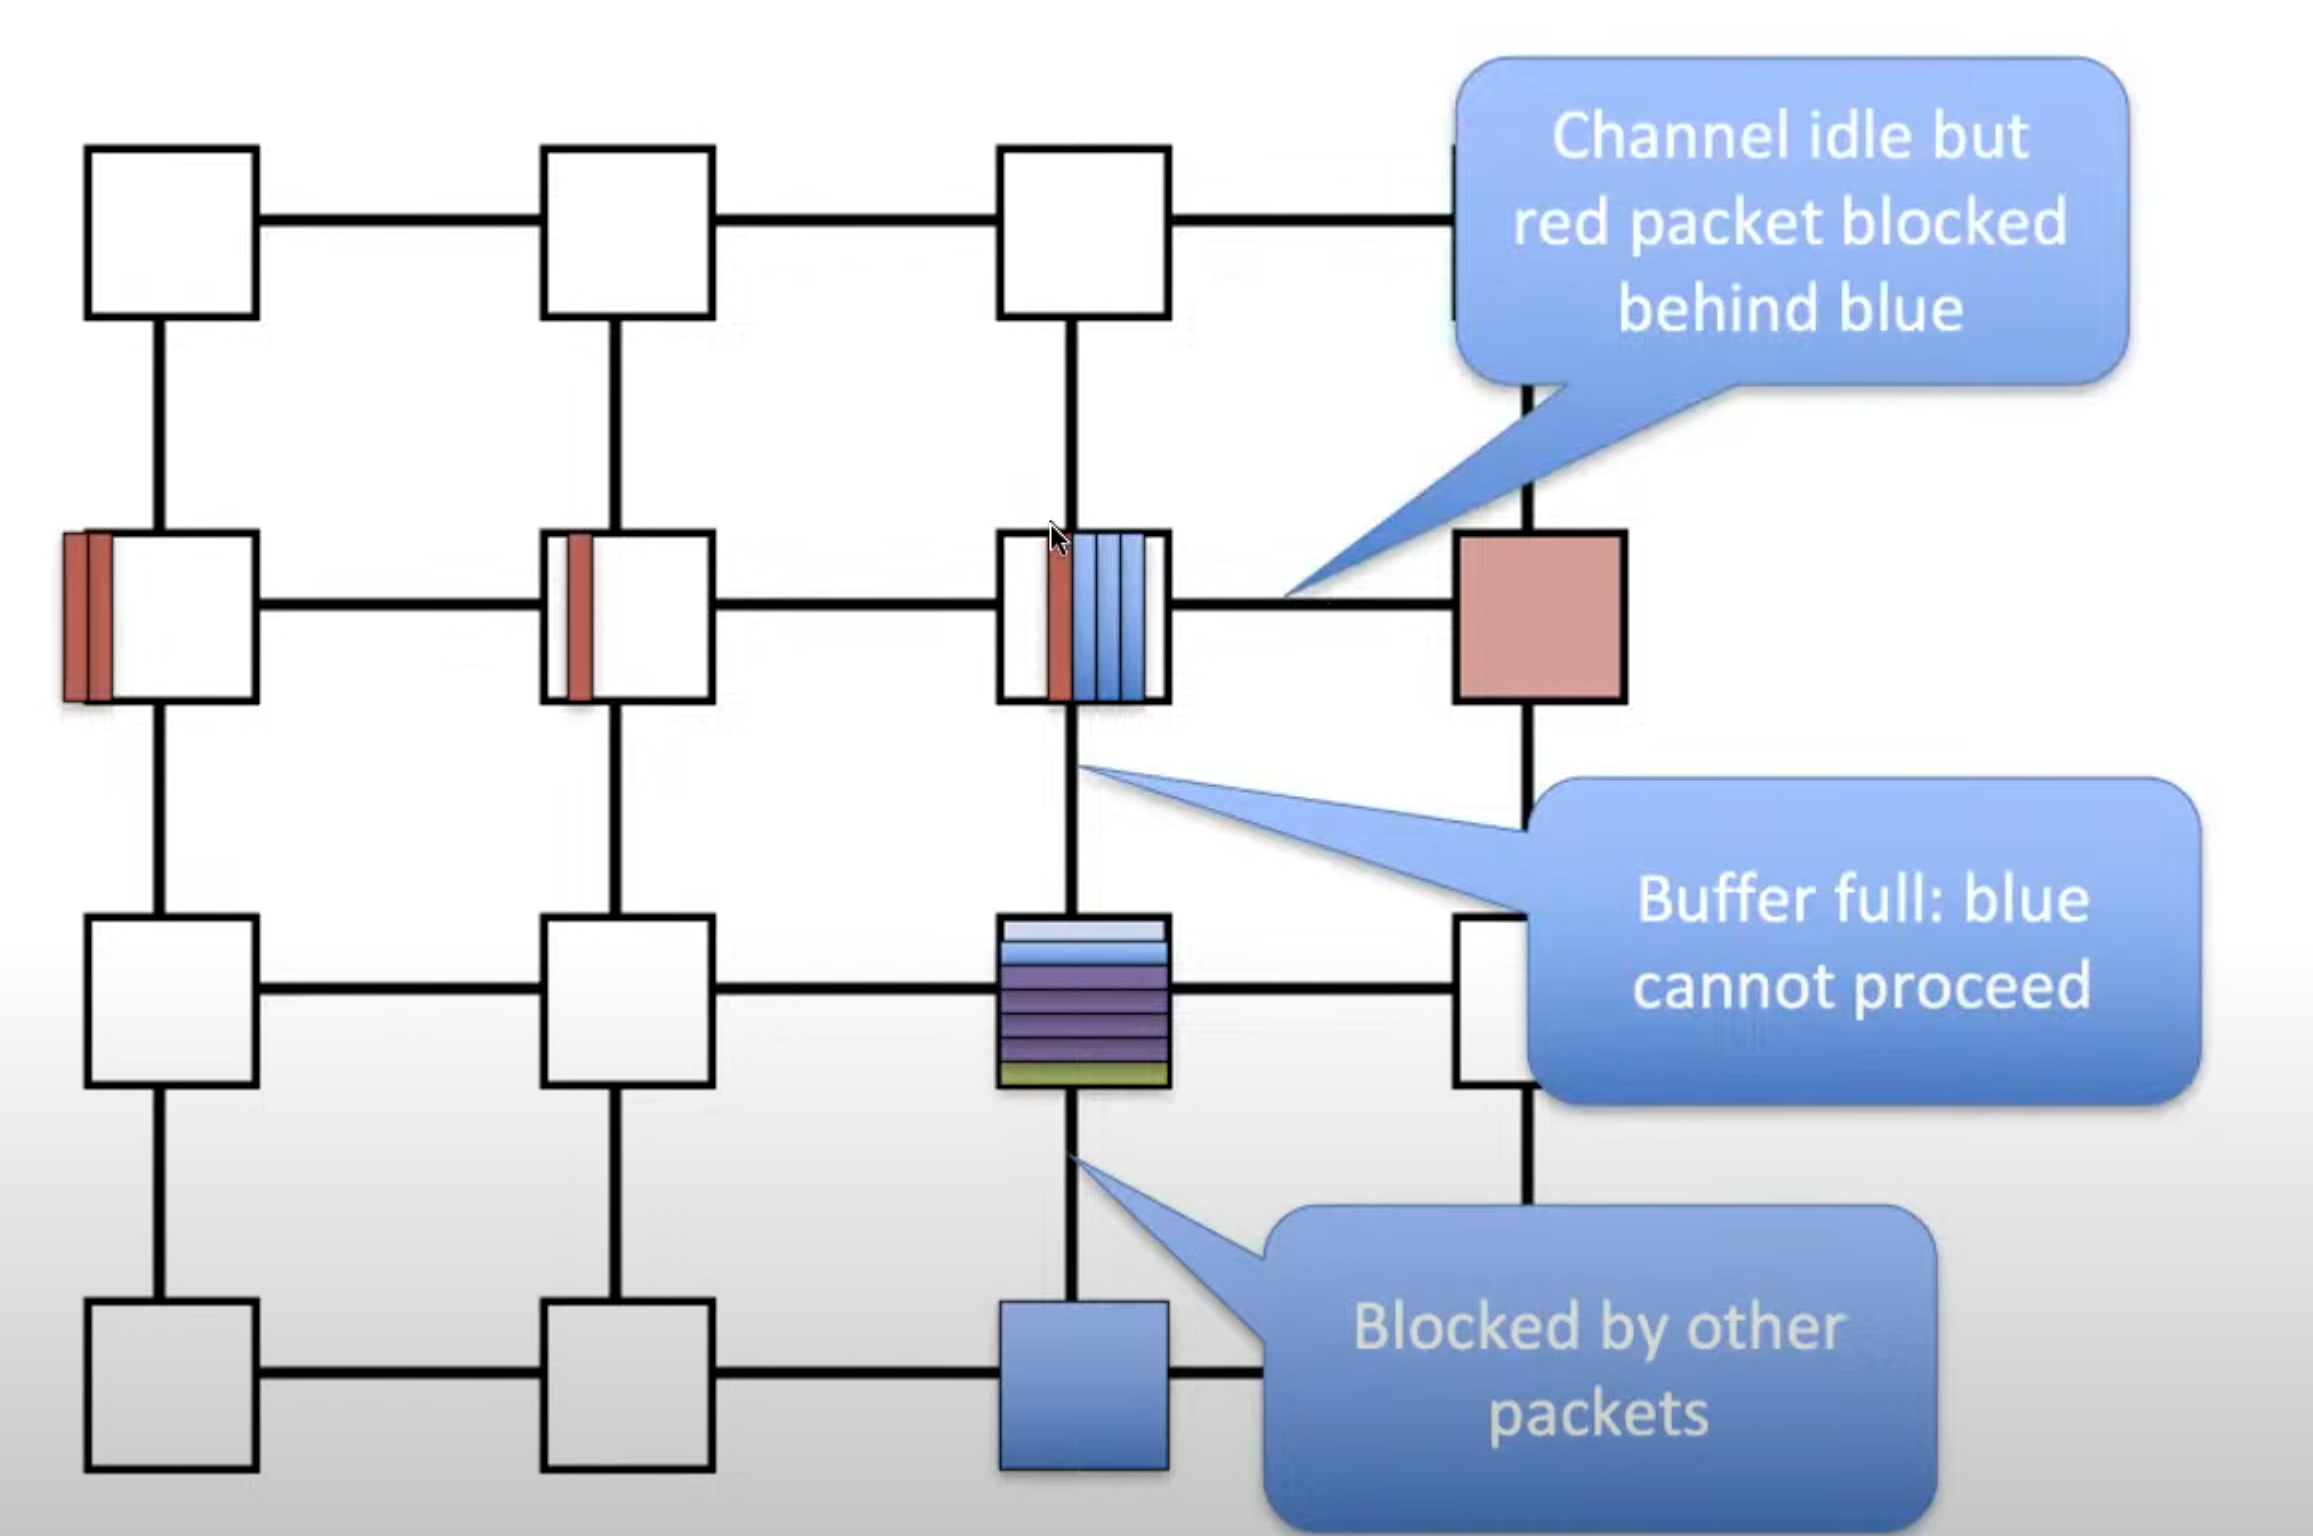 Channel idle but
red packet blocked
behind blue
Buffer full: blue
cannot proceed
Blocked by other
packets